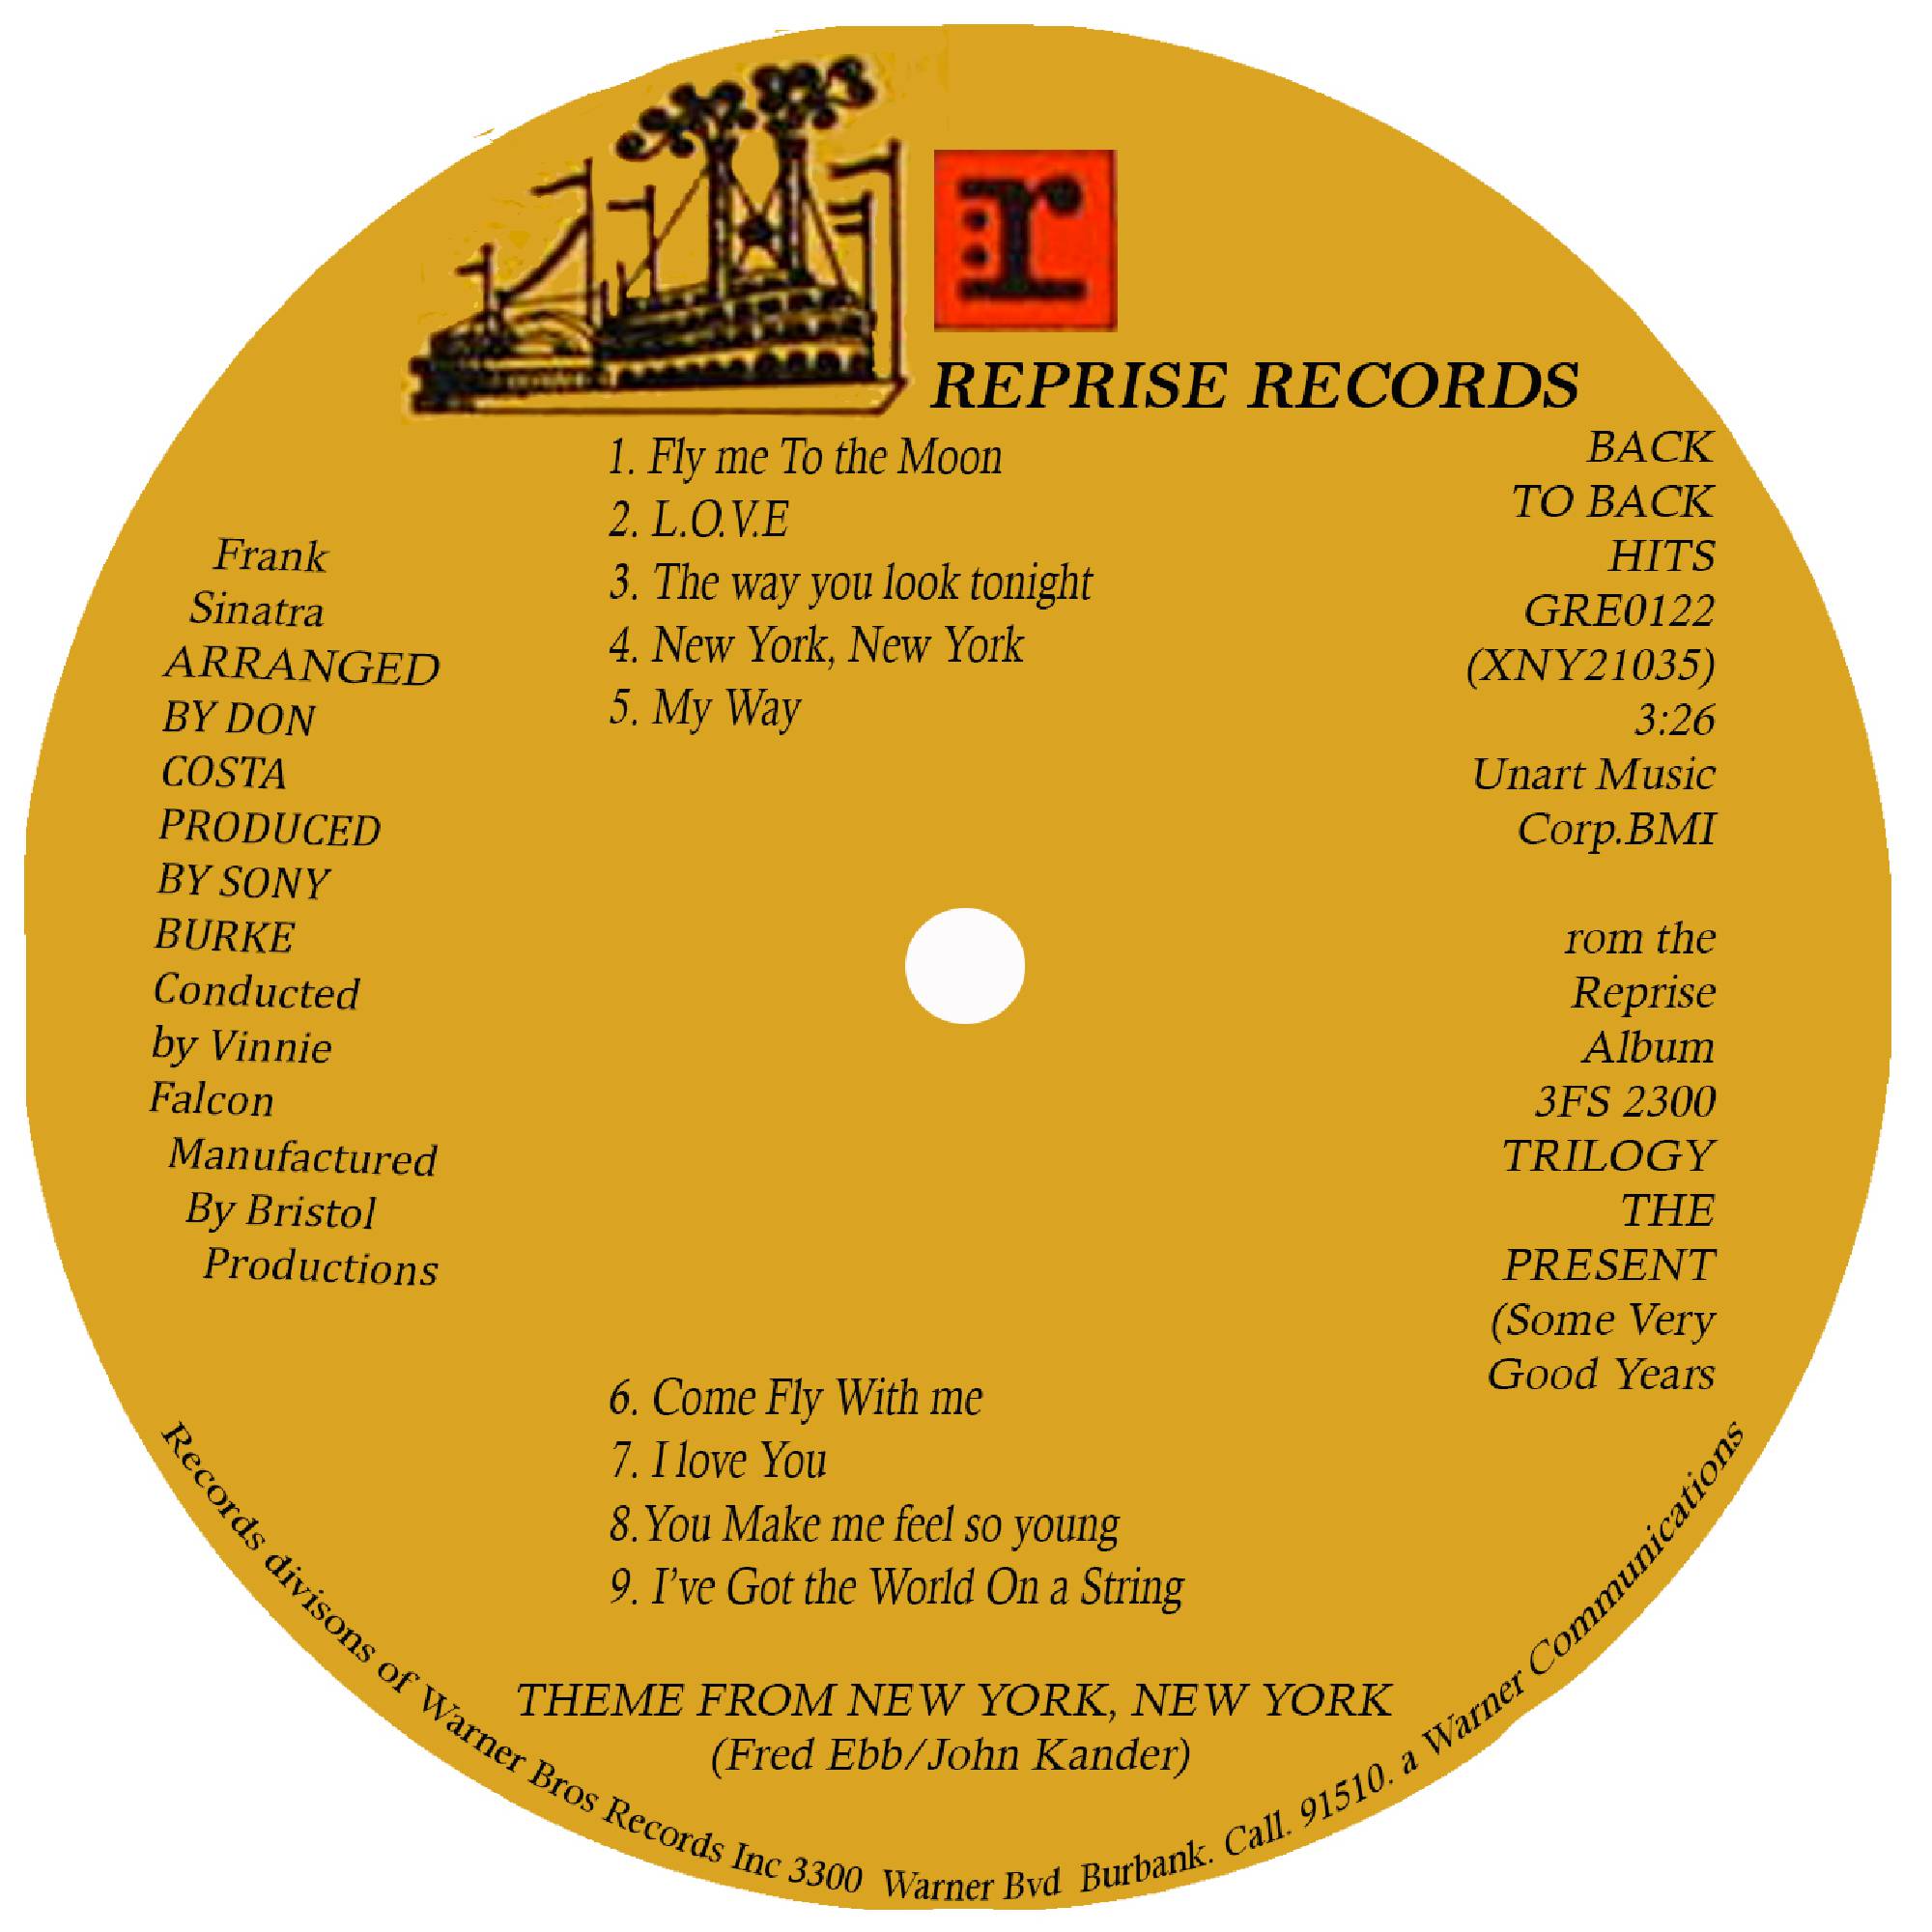 r
REPRISE RECORDS
1. Fly me To the Moon
2. L.O.V.E
3. The way you look tonight
4. New York, New York
5. My Way
Frank
Sinatra
ARRANGED
BY DON
COSTA
PRODUCED
BY SONY
BURKE
Conducted
by Vinnie
Falcon
Manufactured
By Bristol
Productions
BACK
TO BACK
HITS
GRE0122
(XNY21035)
3:26
Unart Music
Corp.BMI
rom the
Reprise
Album
3FS 2300
TRILOGY
THE
PRESENT
(Some Very
Good Years
6. Come Fly With me
7. I love You
8.You Make me feel so young
9. I’ve Got the World On a String
THEME FROM NEW YORK, NEW YORK
(Fred Ebb/John Kander)
Records divisons of Warner Bros Records Inc 3300 Warner Bvd Burbank. Call. 91510. a Warner Communications